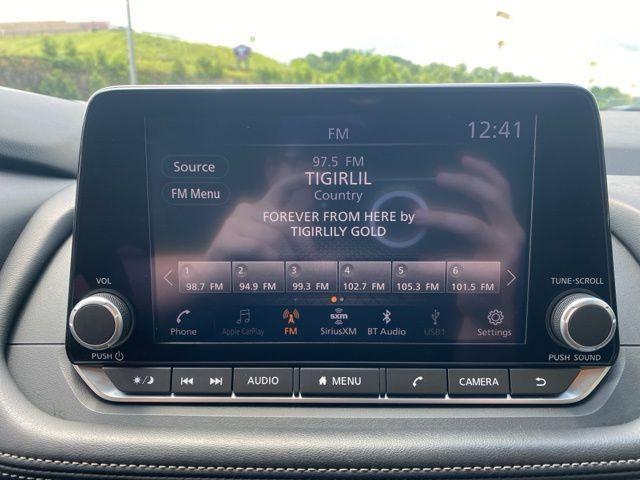 FM
12:41
Source
FM Menu
97.5 FM
TIGIRLIL
Country
FOREVER FROM HERE by
TIGIRLILY GOLD
1 2 3 4 5 6
98.7 FM 94.9 FM 99.3 FM 102.7 FM 105.3 FM 101.5 FM
Phone Apple CarPlay FM SiriusXM BT Audio USB1 Settings
sxm
VOL
TUNE·SCROLL
PUSH
PUSH SOUND
AUDIO MENU CAMERA